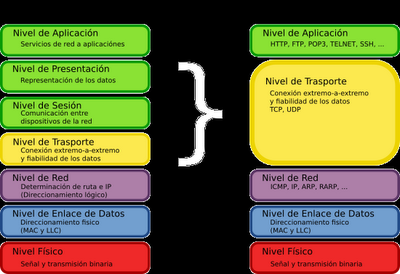 Nivel de Aplicación
Servicios de red a aplicaciónes
Nivel de Presentación
Representación de los datos
Nivel de Sesión
Comunicación entre
dispositivos de la red
Nivel de Trasporte
Conexión extremo-a-extremo
y fiabilidad de los datos
Nivel de Red
Determinación de ruta e IP
(Direccionamiento lógico)
Nivel de Enlace de Datos
Direccionamiento físico
(MAC y LLC)
Nivel Físico
Señal y transmisión binaria
}
Nivel de Aplicación
HTTP, FTP, POP3, TELNET, SSH, ...
Nivel de Trasporte
Conexión extremo-a-extremo
y fiabilidad de los datos
TCP, UDP
Nivel de Red
ICMP, IP, ARP, RARP, ...
Nivel de Enlace de Datos
Direccionamiento físico
(MAC y LLC)
Nivel Físico
Señal y transmisión binaria